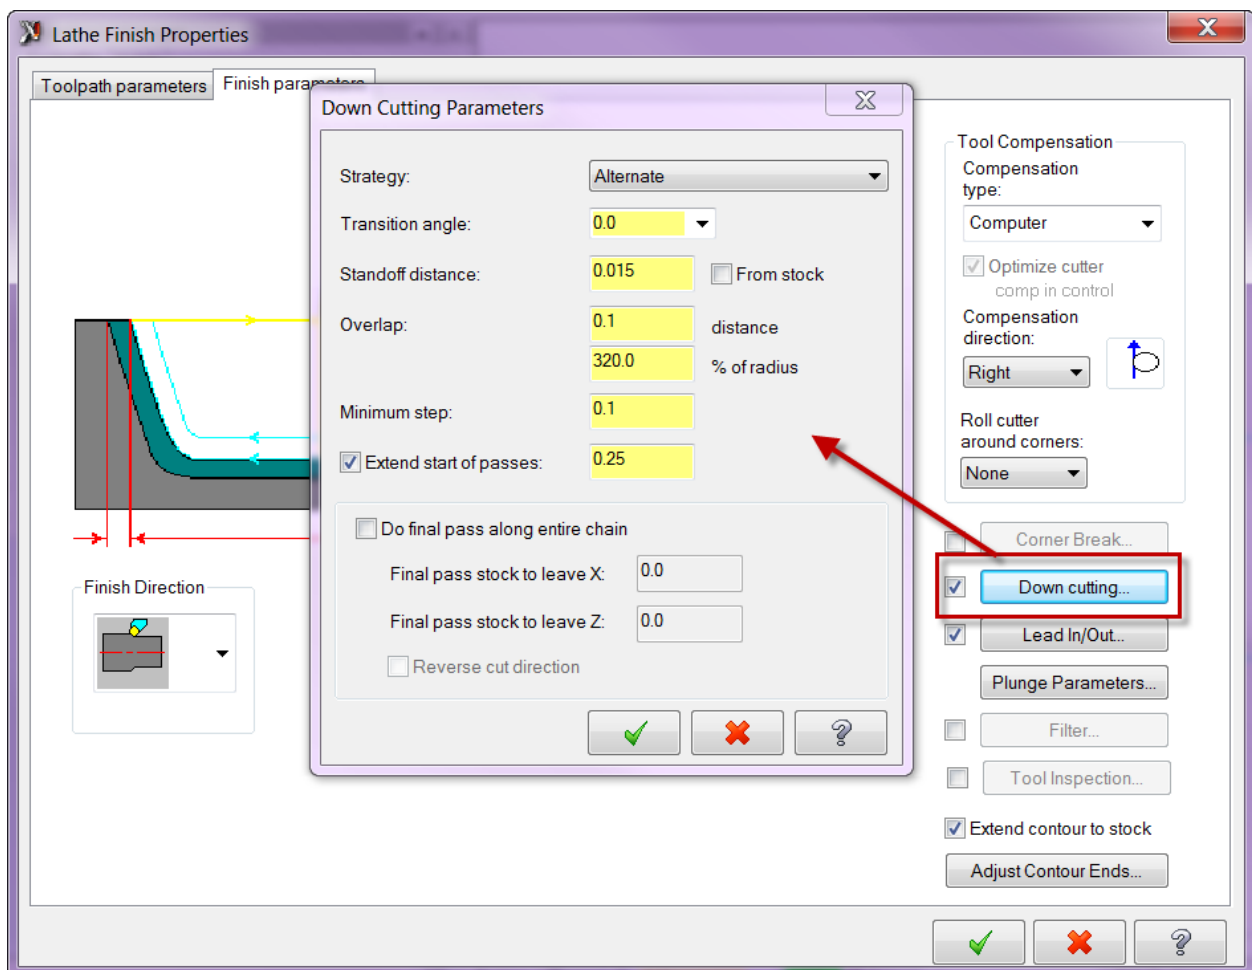 Lathe Finish Properties
X
Toolpath parameters
Finish parameters
Down Cutting Parameters
Strategy:
Alternate
Transition angle:
0.0
Standoff distance:
0.015
From stock
Overlap:
0.1
distance
320.0
% of radius
Minimum step:
0.1
Extend start of passes:
0.25
Do final pass along entire chain
Final pass stock to leave X:
0.0
Final pass stock to leave Z:
0.0
Reverse cut direction
Finish Direction
Tool Compensation
Compensation
type:
Computer
Optimize cutter
comp in control
Compensation
direction:
Right
Roll cutter
around corners:
None
Corner Break...
Down cutting...
Lead In/Out...
Plunge Parameters...
Filter...
Tool Inspection...
Extend contour to stock
Adjust Contour Ends...